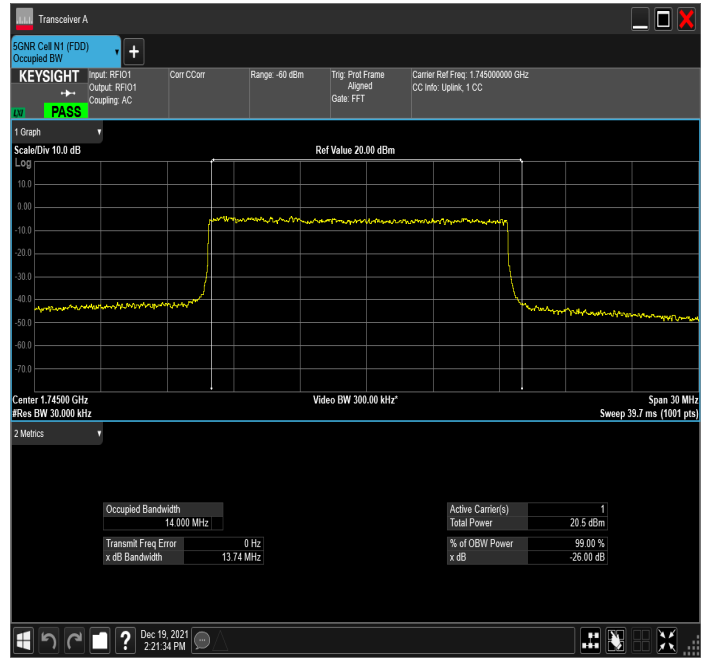 Transceiver A
5GNR Cell N1 (FDD)
Occupied BW
KEYSIGHT
Input: RFIO1
Output: RFIO1
Coupling: AC
Corr CCorr
Range: -60 dBm
Trig: Prot Frame
Aligned
Gate: FFT
Carrier Ref Freq: 1.745000000 GHz
CC Info: Uplink, 1 CC
LXI
PASS
1 Graph
Scale/Div 10.0 dB
Ref Value 20.00 dBm
Log
10.0
0.00
-10.0
-20.0
-30.0
-40.0
-50.0
-60.0
-70.0
Center 1.74500 GHz
Video BW 300.00 kHz*
Span 30 MHz
#Res BW 30.000 kHz
Sweep 39.7 ms (1001 pts)
2 Metrics
Occupied Bandwidth
14.000 MHz
Active Carrier(s) 1
Total Power 20.5 dBm
Transmit Freq Error 0 Hz
x dB Bandwidth 13.74 MHz
% of OBW Power 99.00 %
x dB -26.00 dB
Dec 19, 2021
2:21:34 PM